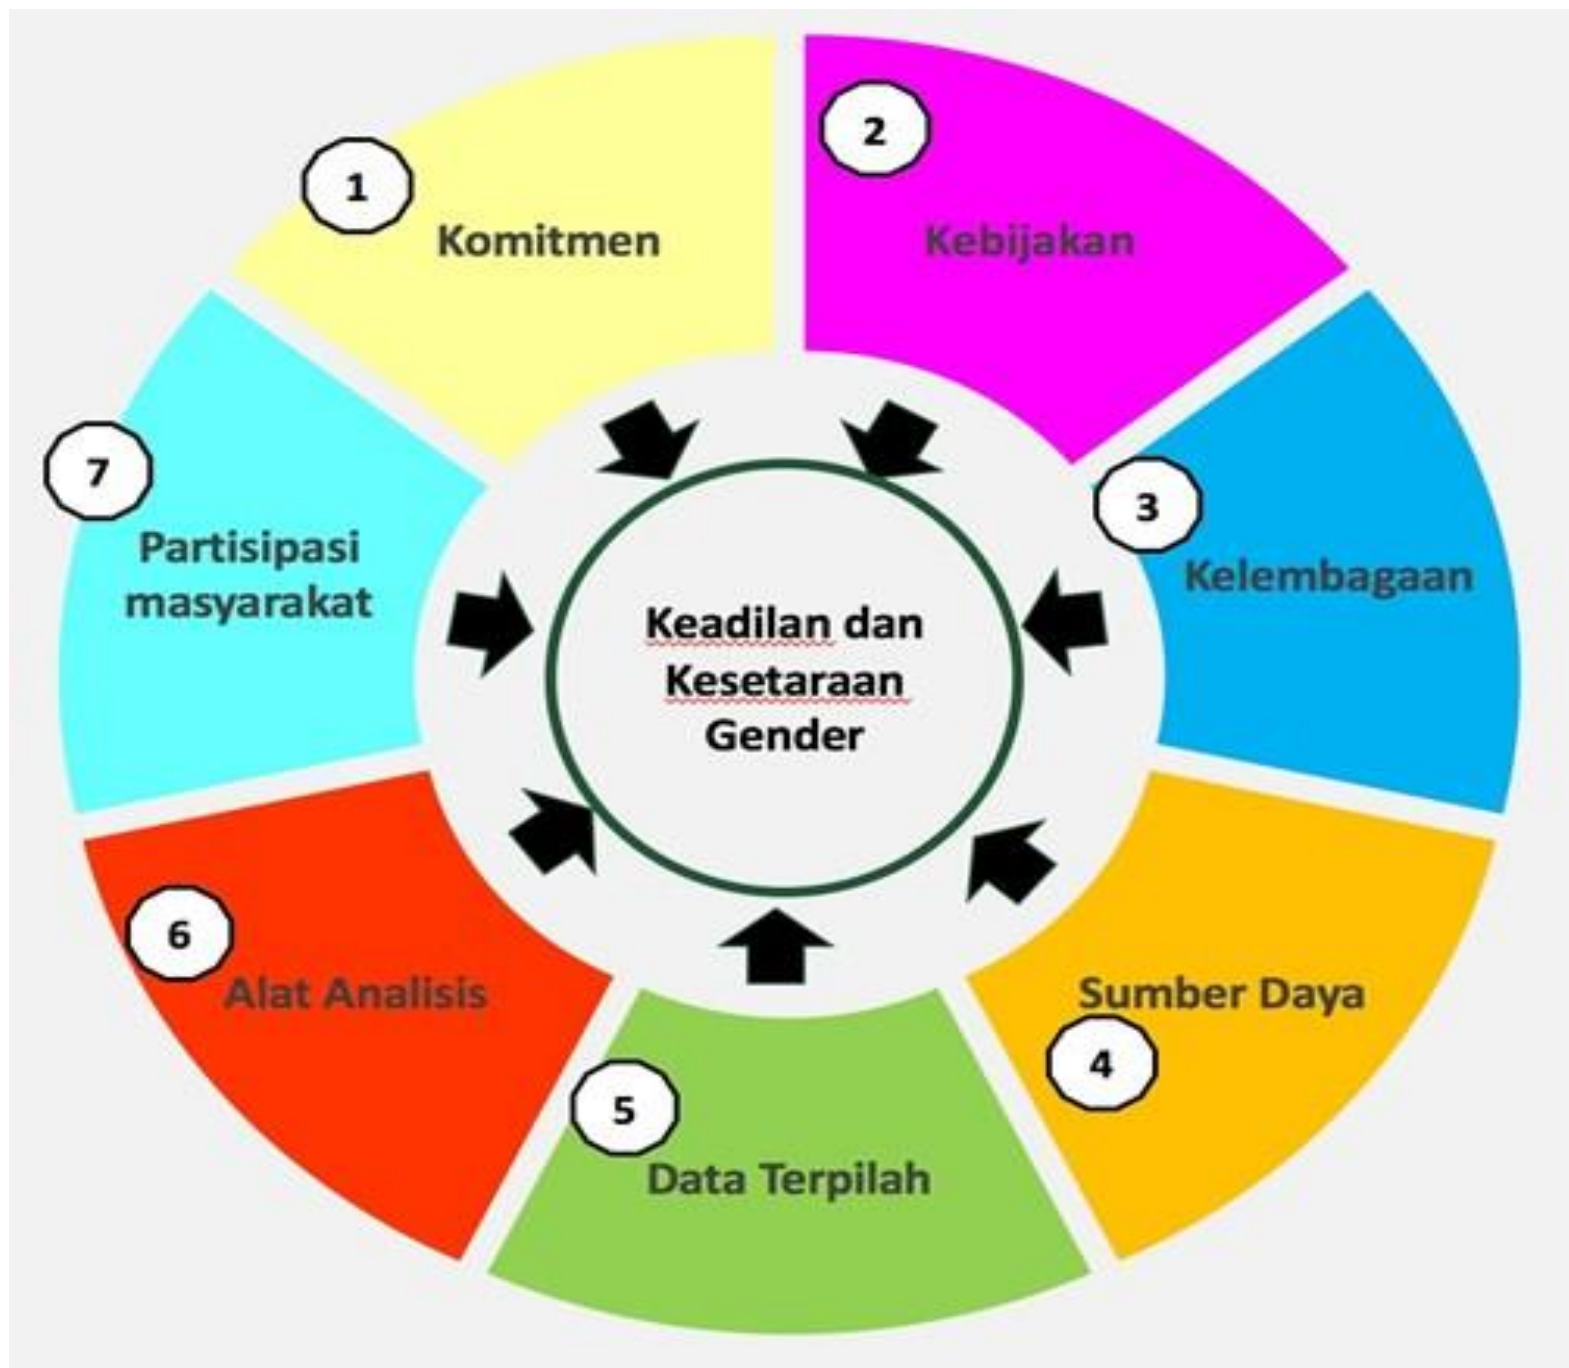 1
Komitmen
2
Kebijakan
3
Kelembagaan
4
Sumber Daya
5
Data Terpilah
6
Alat Analisis
7
Partisipasi
masyarakat
Keadilan dan
Kesetaraan
Gender